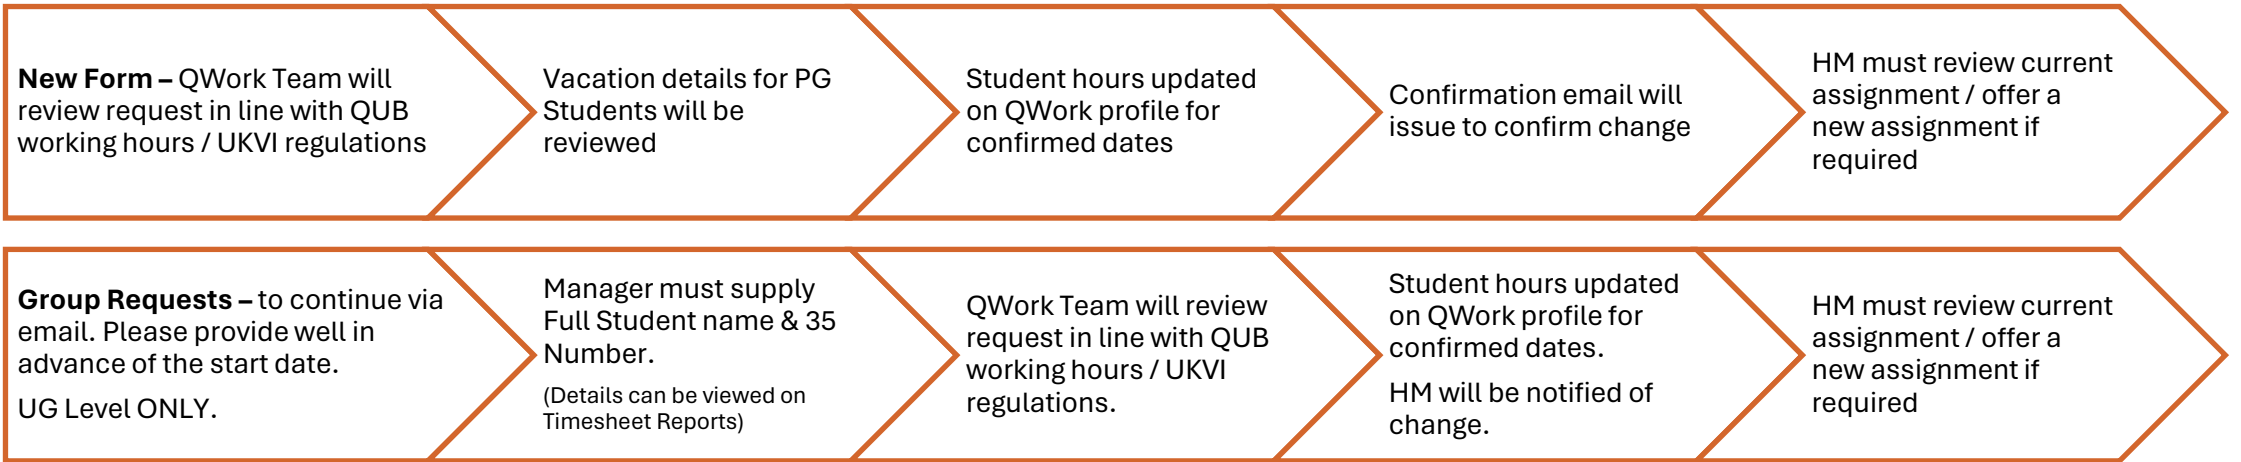 New Form – QWork Team will
review request in line with QUB
working hours / UKVI regulations
Vacation details for PG
Students will be
reviewed
Student hours updated
on QWork profile for
confirmed dates
Confirmation email will
issue to confirm change
HM must review current
assignment / offer a
new assignment if
required
Group Requests – to continue via
email. Please provide well in
advance of the start date.
UG Level ONLY.
Manager must supply
Full Student name & 35
Number.
(Details can be viewed on
Timesheet Reports)
QWork Team will review
request in line with QUB
working hours / UKVI
regulations.
Student hours updated
on QWork profile for
confirmed dates.
HM will be notified of
change.
HM must review current
assignment / offer a
new assignment if
required